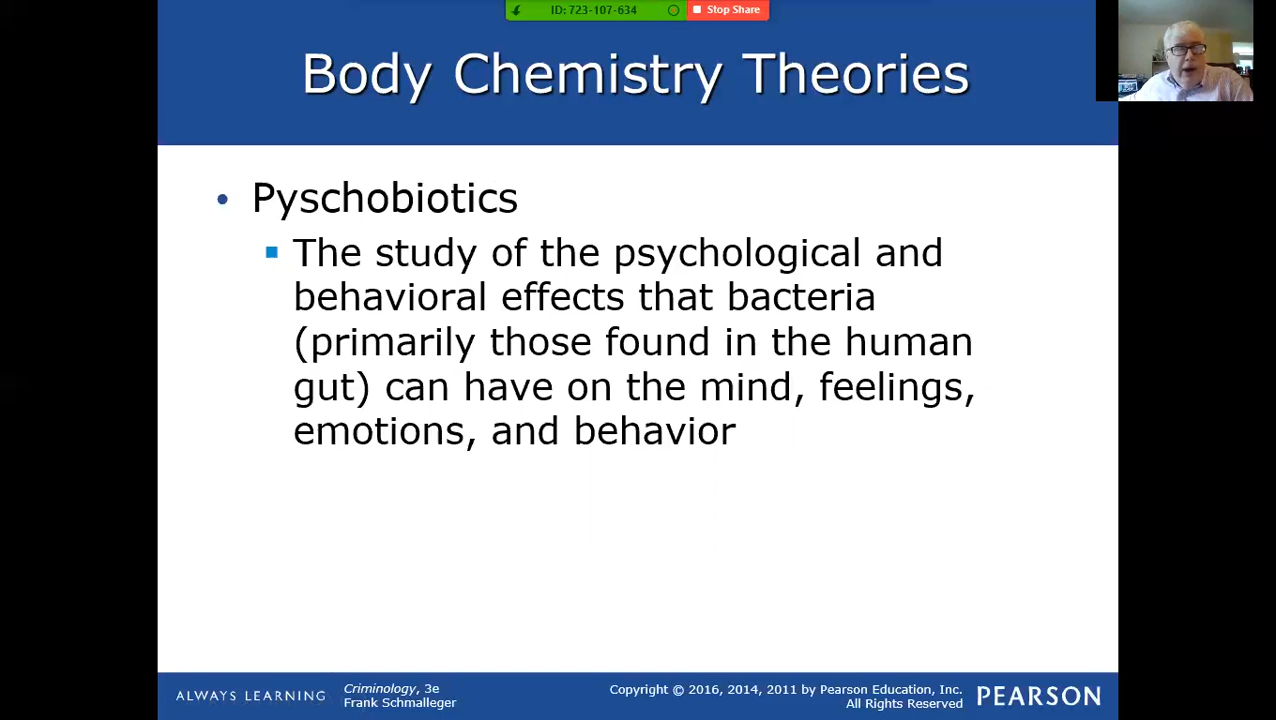 ID: 723-107-634
Stop Share
Body Chemistry Theories
• Pyschobiotics
▪ The study of the psychological and
behavioral effects that bacteria
(primarily those found in the human
gut) can have on the mind, feelings,
emotions, and behavior
ALWAYS LEARNING
Criminology, 3e
Frank Schmalleger
Copyright © 2016, 2014, 2011 by Pearson Education, Inc.
All Rights Reserved
PEARSON